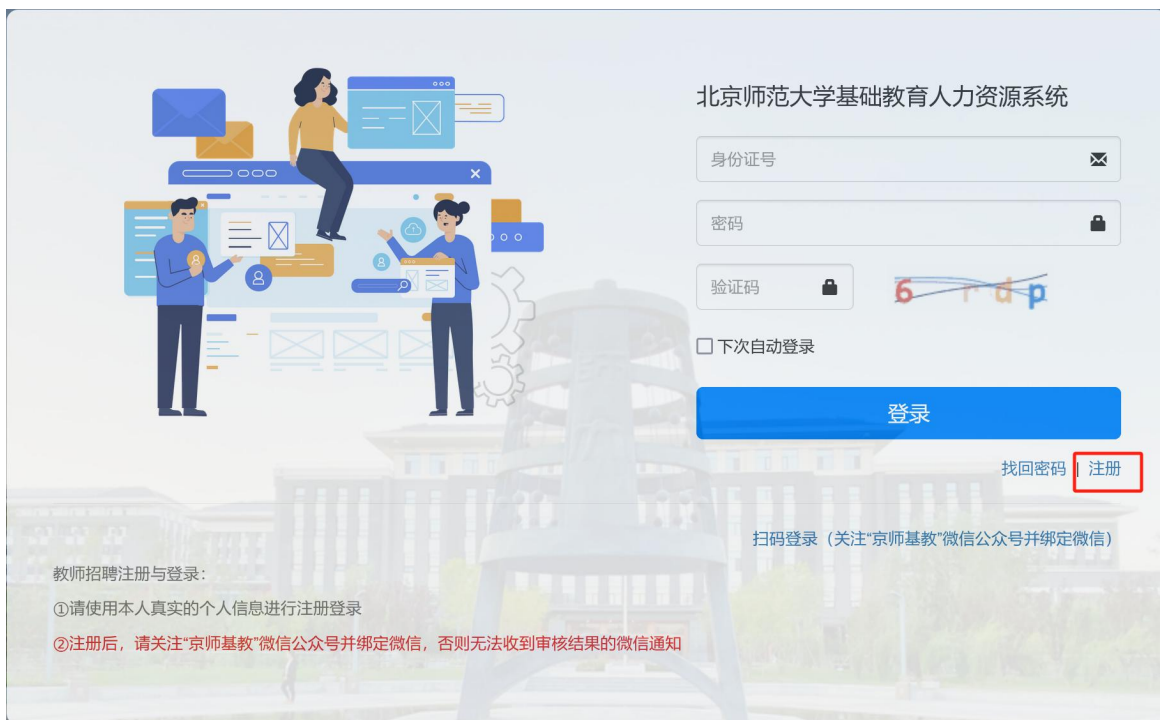 北京师范大学基础教育人力资源系统
身份证号
密码
验证码
6 r d p
下次自动登录
登录
找回密码 | 注册
扫码登录（关注“京师基教”微信公众号并绑定微信）
教师招聘注册与登录：
①请使用本人真实的个人信息进行注册登录
②注册后，请关注“京师基教”微信公众号并绑定微信，否则无法收到审核结果的微信通知